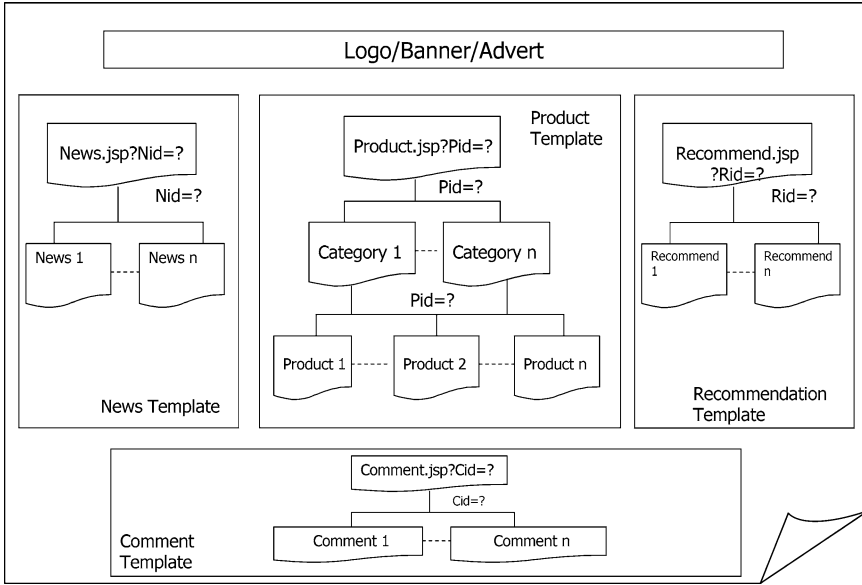 Logo/Banner/Advert
News.jsp?Nid=?
Nid=?
News 1
News n
News Template
Product
Template
Product.jsp?Pid=?
Pid=?
Category 1
Category n
Pid=?
Product 1
Product 2
Product n
Recommend.jsp
?Rid=?
Rid=?
Recommend
1
Recommend
n
Recommendation
Template
Comment.jsp?Cid=?
Cid=?
Comment 1
Comment n
Comment
Template